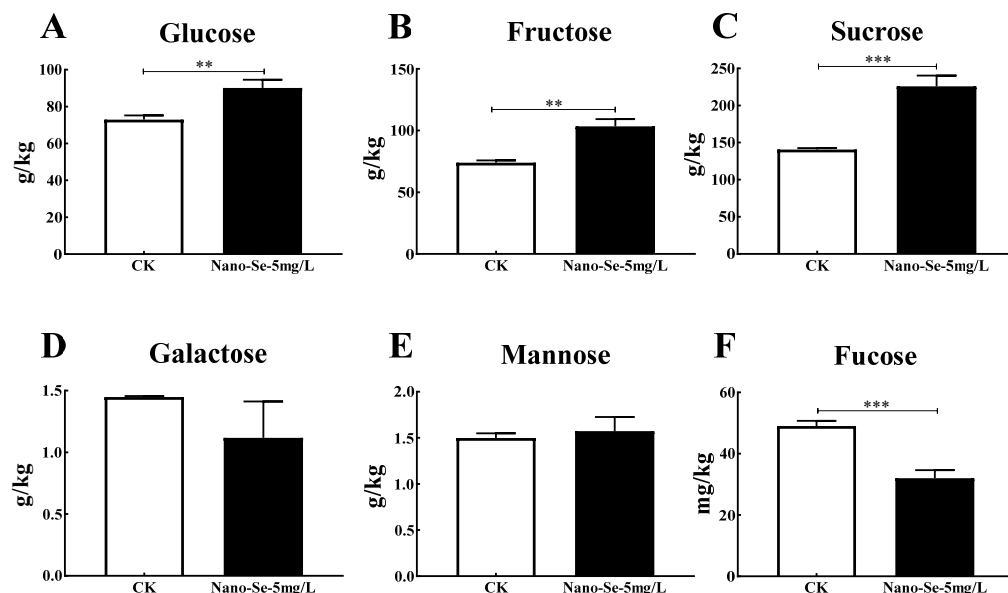 A
Glucose
**
g/kg
100
80
60
40
20
0
CK
Nano-Se-5mg/L
B
Fructose
**
g/kg
150
100
50
0
CK
Nano-Se-5mg/L
C
Sucrose
***
g/kg
250
200
150
100
50
0
CK
Nano-Se-5mg/L
D
Galactose
g/kg
1.5
1.0
0.5
0.0
CK
Nano-Se-5mg/L
E
Mannose
g/kg
2.0
1.5
1.0
0.5
0.0
CK
Nano-Se-5mg/L
F
Fucose
***
mg/kg
60
40
20
0
CK
Nano-Se-5mg/L